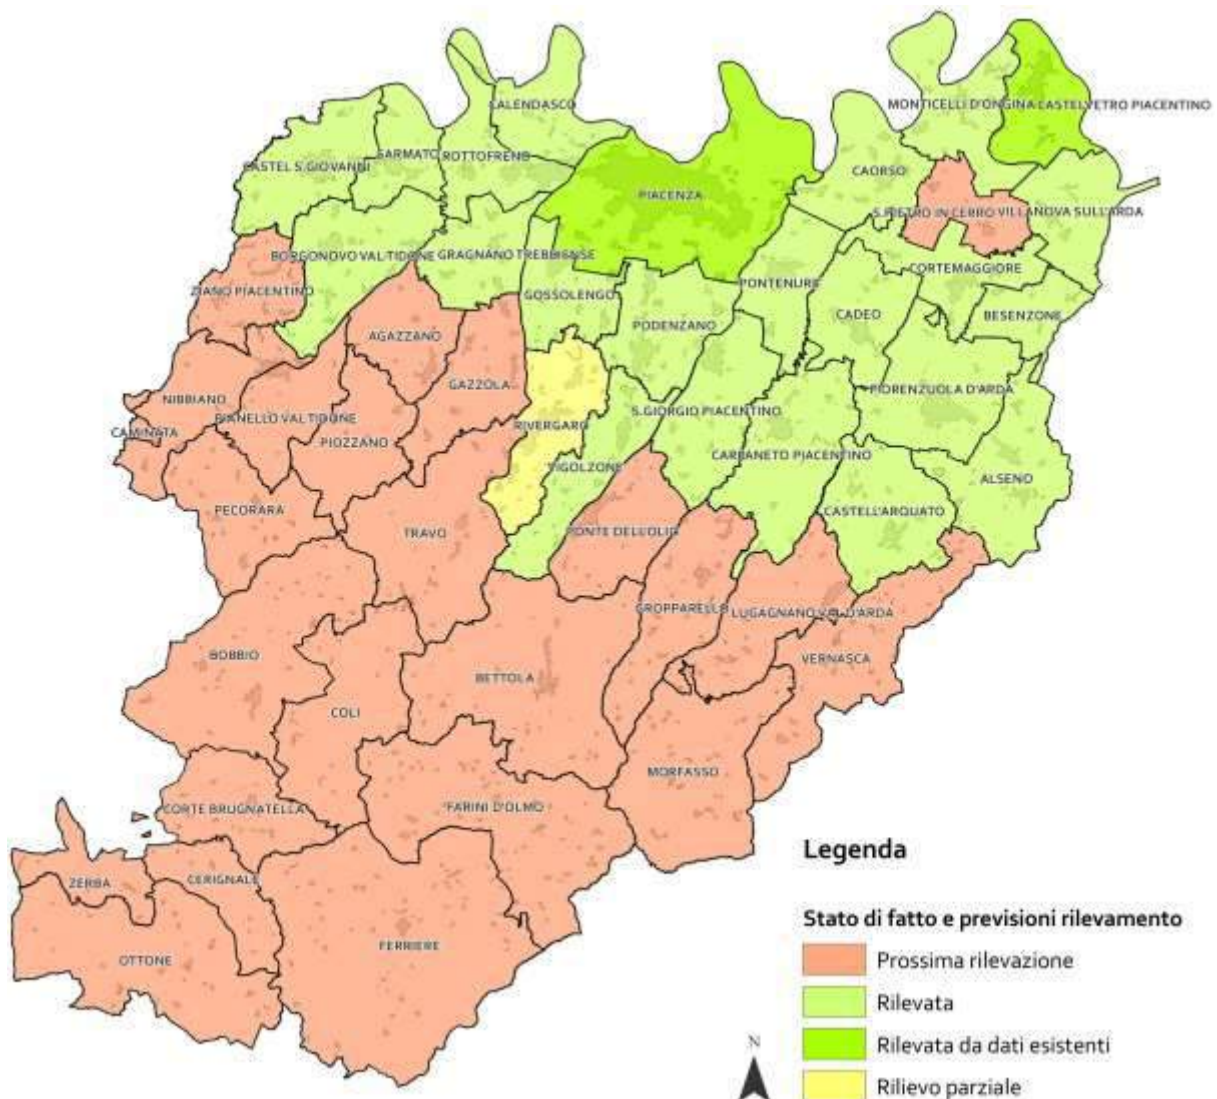 CALENDASCO
MONTICELLI D'ONGINA
CASTELVETRO PIACENTINO
CASTEL S.GIOVANNI
SARMATO
ROTTOFRENO
PIACENZA
CAORSO
S.PIETRO IN CERRO
VILLANOVA SULL'ARDA
BORGONOVO VAL TIDONE
GRAGNANO TREBBIENSE
ZIANO PIACENTINO
GOSSOLENGO
PONTENURE
CORTEMAGGIORE
PODENZANO
CADEO
BESENZONE
AGAZZANO
GAZZOLA
FIORENZUOLA D'ARDA
NIBBIANO
PIANELLO VAL TIDONE
CAMINATA
PIOZZANO
RIVERGARO
S.GIORGIO PIACENTINO
VIGOLZONE
CARPANETO PIACENTINO
ALSENO
PECORARA
CASTELL'ARQUATO
TRAVO
PONTE DELL'OLIO
GROPPARELLO
LUGAGNANO VAL D'ARDA
BOBBIO
VERNASCA
BETTOLA
COLI
MORFASSO
CORTE BRUGNATELLA
FARINI D'OLMO
ZERBA
CERIGNALE
FERRIERE
OTTONE
Legenda
Stato di fatto e previsioni rilevamento
Prossima rilevazione
Rilevata
Rilevata da dati esistenti
Rilievo parziale
N